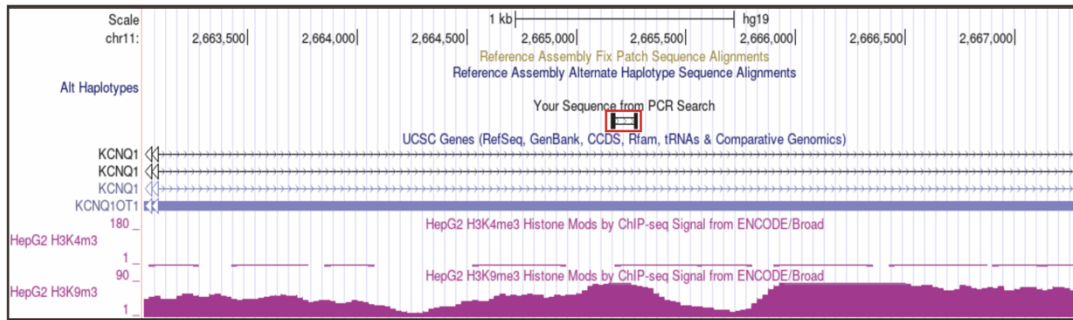 Scale 1 kb hg19
chr11: 2,663,500 2,664,000 2,664,500 2,665,000 2,665,500 2,666,000 2,666,500 2,667,000
Reference Assembly Fix Patch Sequence Alignments
Reference Assembly Alternate Haplotype Sequence Alignments
Alt Haplotypes
Your Sequence from PCR Search
UCSC Genes (RefSeq, GenBank, CCDS, Rfam, tRNAs & Comparative Genomics)
KCNQ1
KCNQ1
KCNQ1
KCNQ1OT1
180 _ HepG2 H3K4me3 Histone Mods by ChIP-seq Signal from ENCODE/Broad
HepG2 H3K4m3
1 _
90 _ HepG2 H3K9me3 Histone Mods by ChIP-seq Signal from ENCODE/Broad
HepG2 H3K9m3
1 _